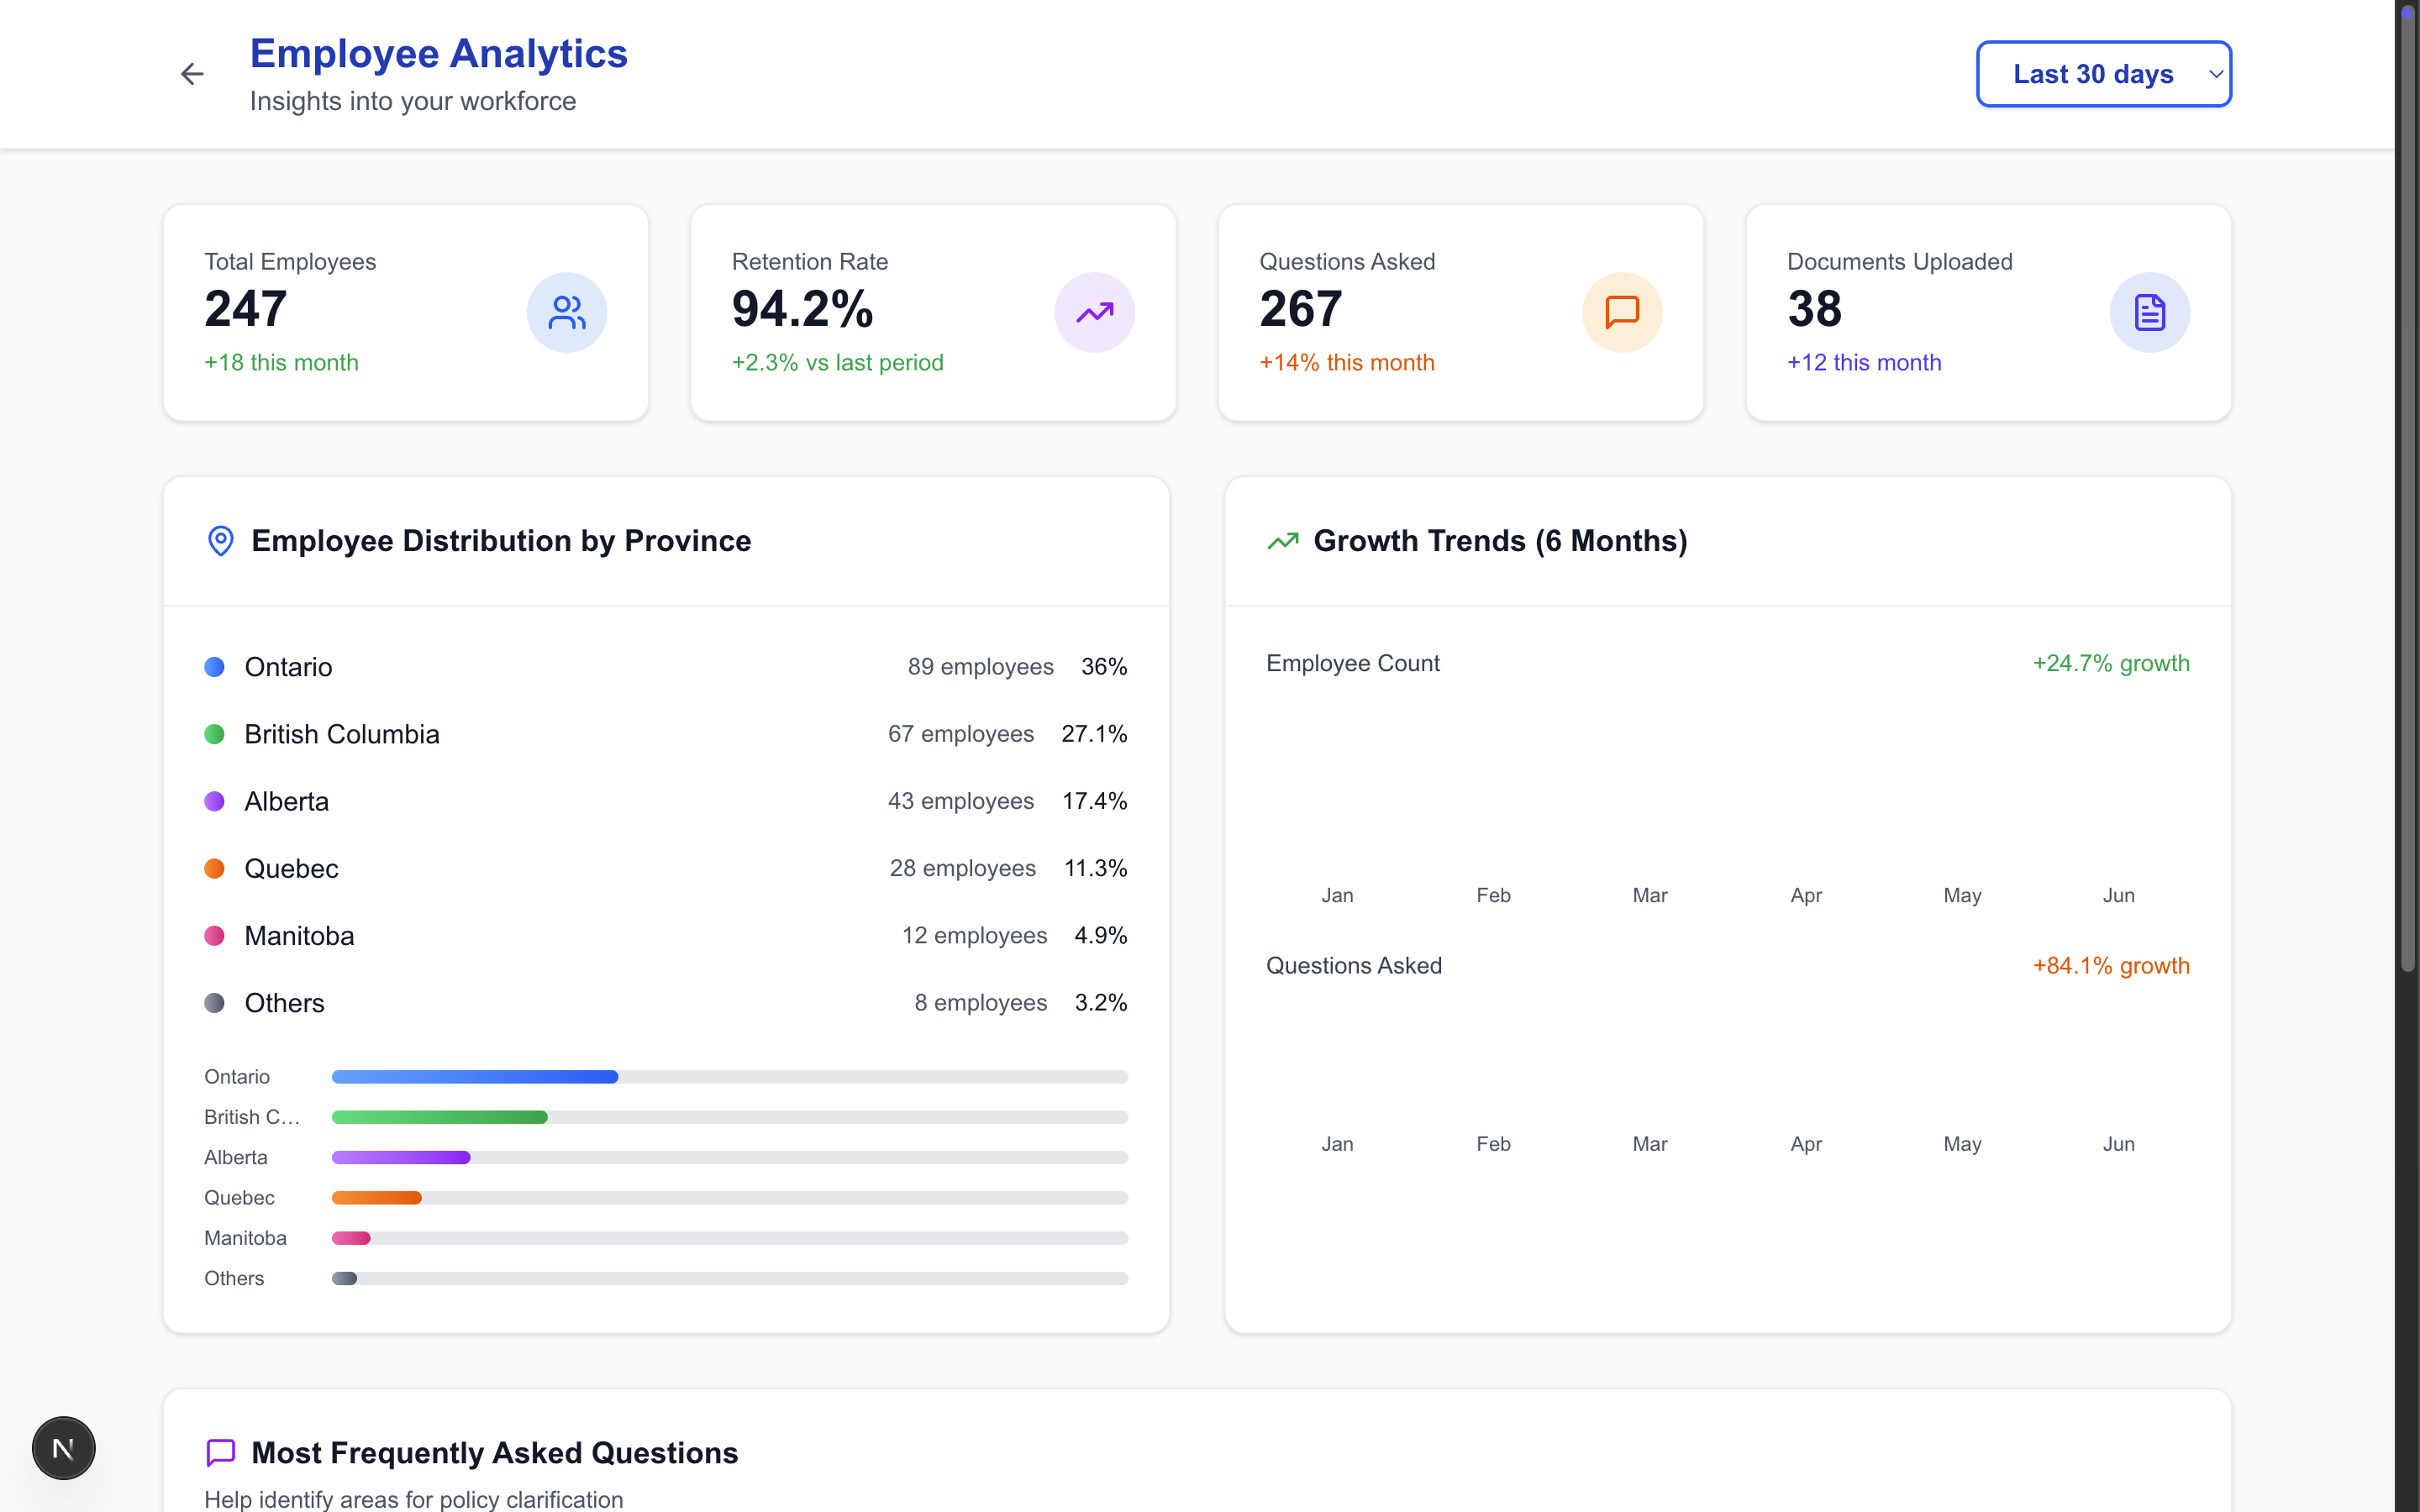 Employee Analytics
Insights into your workforce
Last 30 days
Total Employees
247
+18 this month
Retention Rate
94.2%
+2.3% vs last period
Questions Asked
267
+14% this month
Documents Uploaded
38
+12 this month
Employee Distribution by Province
Ontario 89 employees 36%
British Columbia 67 employees 27.1%
Alberta 43 employees 17.4%
Quebec 28 employees 11.3%
Manitoba 12 employees 4.9%
Others 8 employees 3.2%
Ontario
British C...
Alberta
Quebec
Manitoba
Others
Growth Trends (6 Months)
Employee Count +24.7% growth
Jan Feb Mar Apr May Jun
Questions Asked +84.1% growth
Jan Feb Mar Apr May Jun
Most Frequently Asked Questions
Help identify areas for policy clarification
N